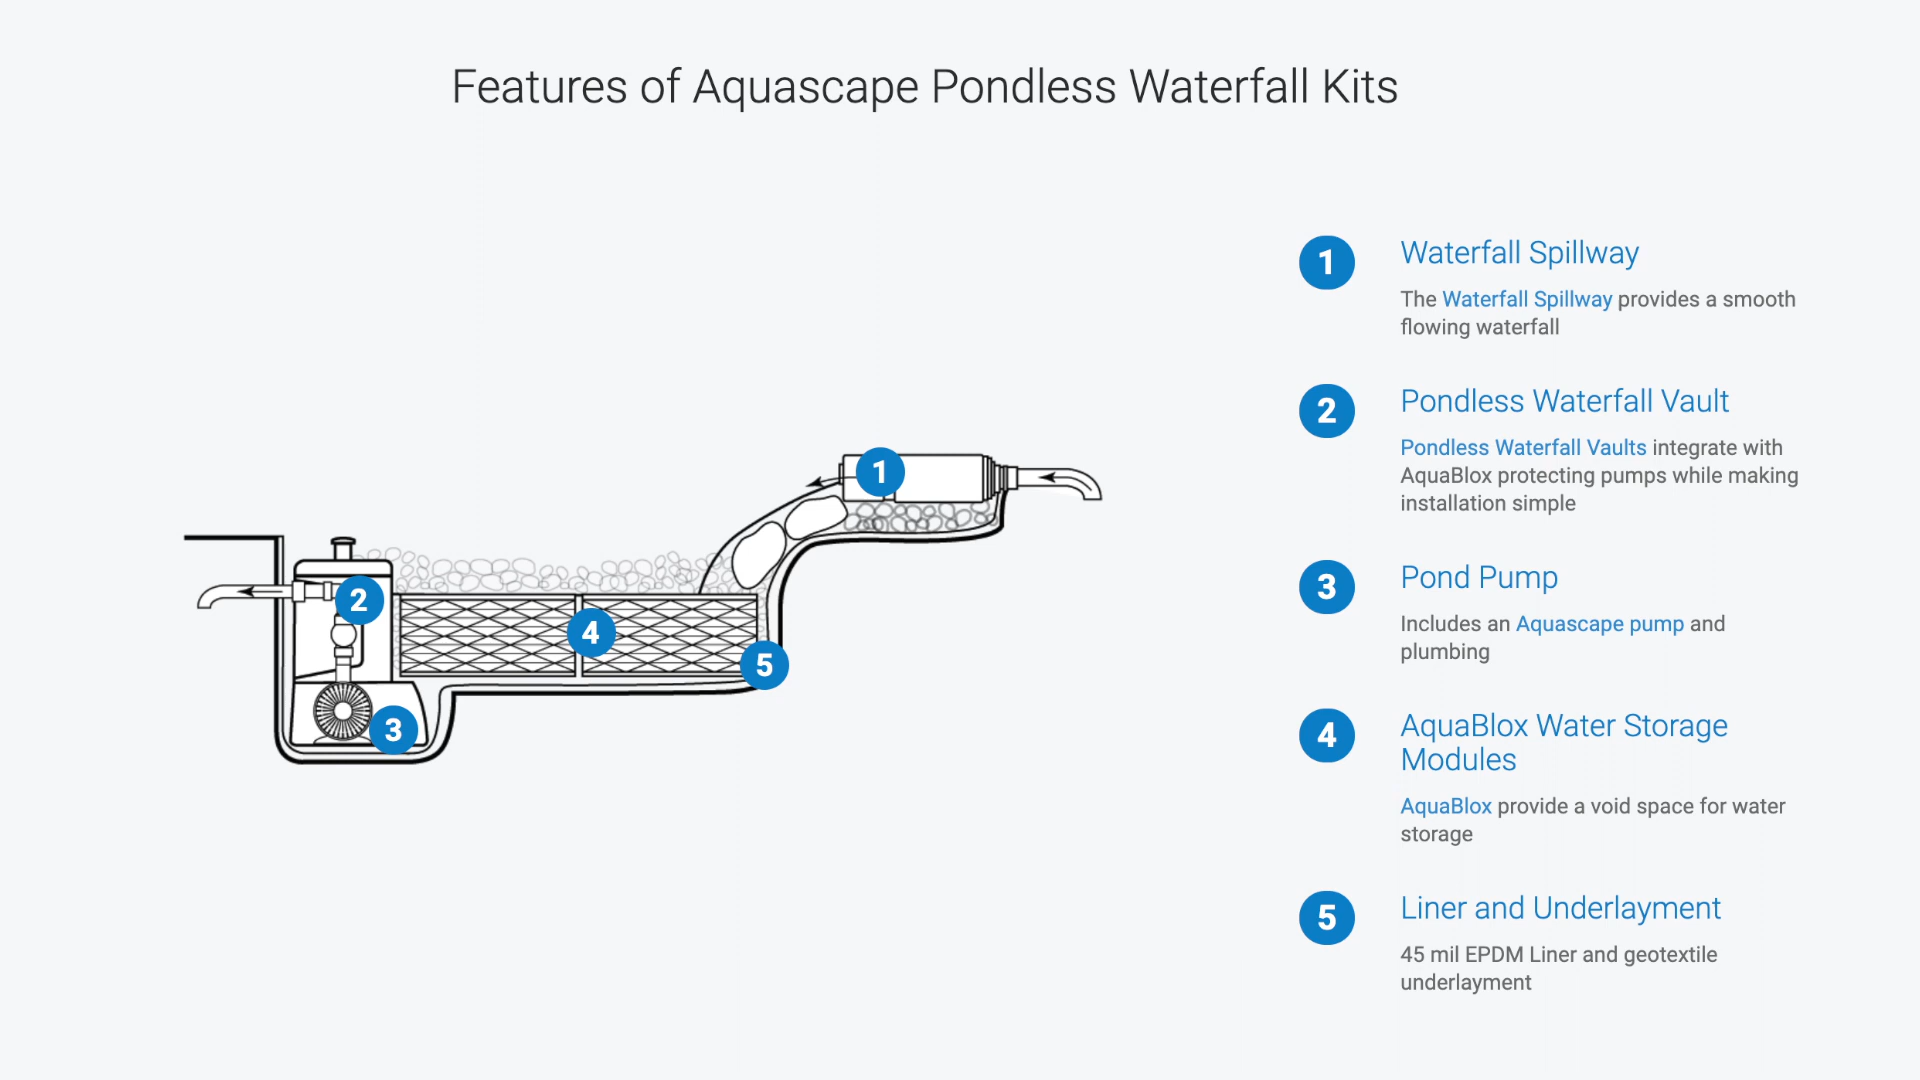 Features of Aquascape Pondless Waterfall Kits
1
Waterfall Spillway
The Waterfall Spillway provides a smooth
flowing waterfall
2
Pondless Waterfall Vault
Pondless Waterfall Vaults integrate with
AquaBlox protecting pumps while making
installation simple
3
Pond Pump
Includes an Aquascape pump and
plumbing
4
AquaBlox Water Storage
Modules
AquaBlox provide a void space for water
storage
5
Liner and Underlayment
45 mil EPDM Liner and geotextile
underlayment
1
2
4
5
3